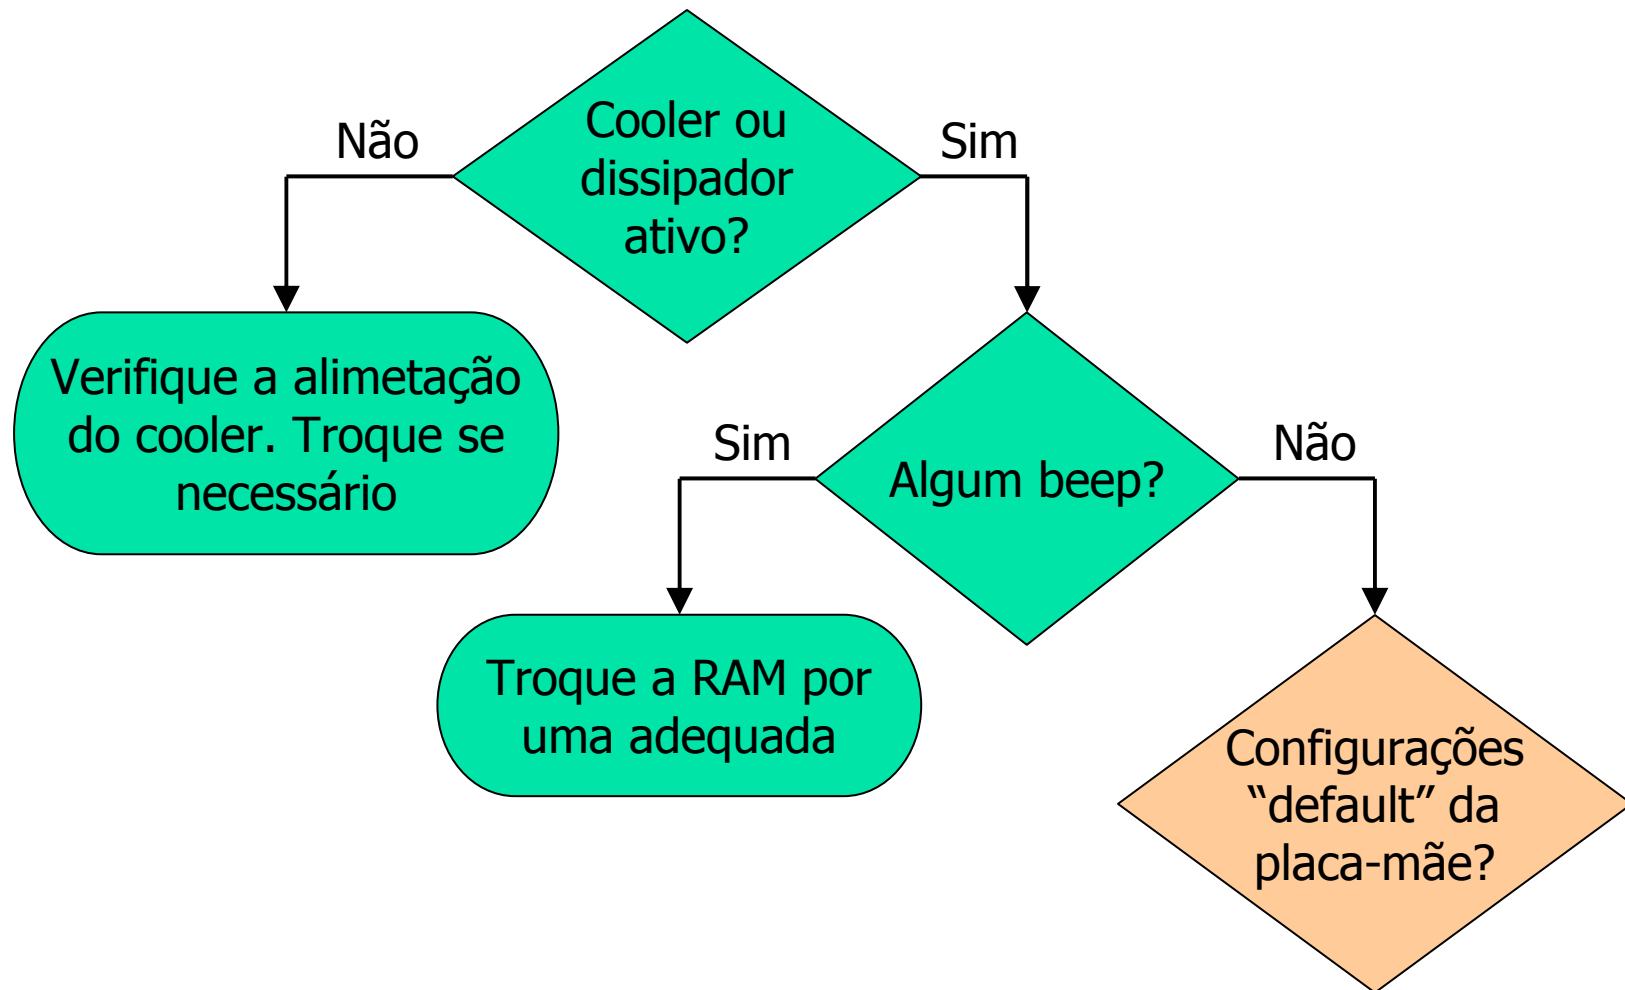 Não
Cooler ou
dissipador
ativo?
Sim
Verifique a alimetação
do cooler. Troque se
necessário
Sim
Algum beep?
Não
Troque a RAM por
uma adequada
Configurações
“default” da
placa-mãe?